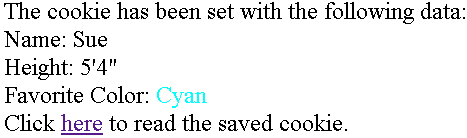 The cookie has been set with the following data:
Name: Sue
Height: 5'4"
Favorite Color: Cyan
Click here to read the saved cookie.